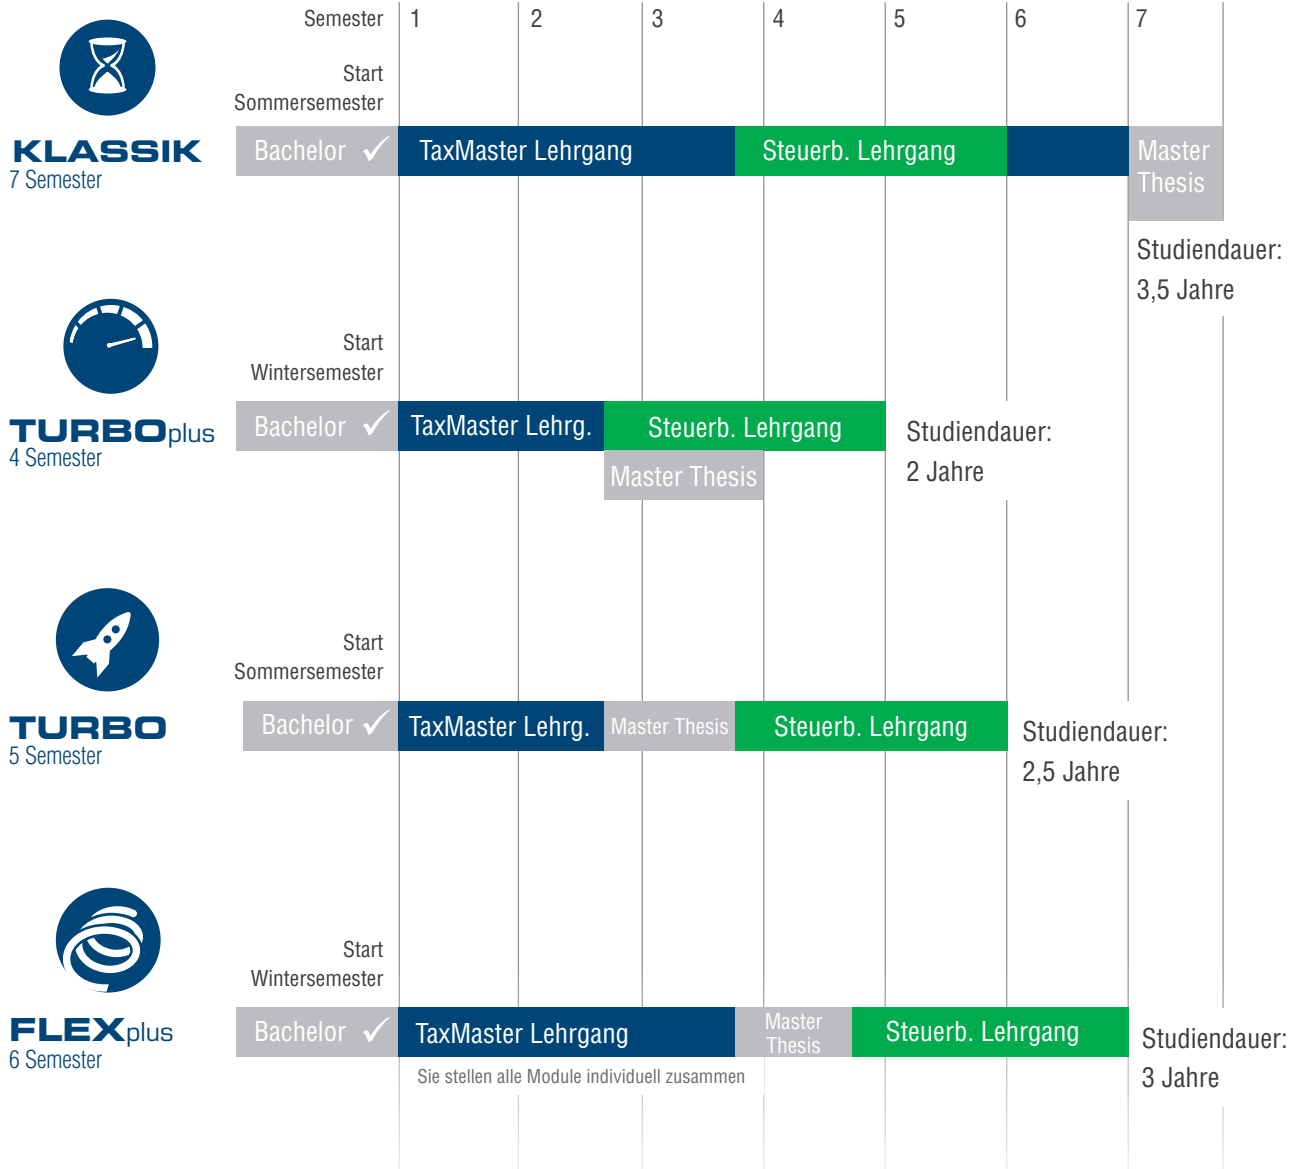 Semester 1 2 3 4 5 6 7
Start
Sommersemester
KLASSIK
7 Semester
Bachelor TaxMaster Lehrgang Steuerb. Lehrgang Master
Thesis
Studiendauer:
3,5 Jahre
Start
Wintersemester
TURBOplus
4 Semester
Bachelor TaxMaster Lehrg. Steuerb. Lehrgang
Master Thesis
Studiendauer:
2 Jahre
Start
Sommersemester
TURBO
5 Semester
Bachelor TaxMaster Lehrg. Master Thesis Steuerb. Lehrgang
Studiendauer:
2,5 Jahre
Start
Wintersemester
FLEXplus
6 Semester
Bachelor TaxMaster Lehrgang Master
Thesis
Steuerb. Lehrgang
Studiendauer:
3 Jahre
Sie stellen alle Module individuell zusammen